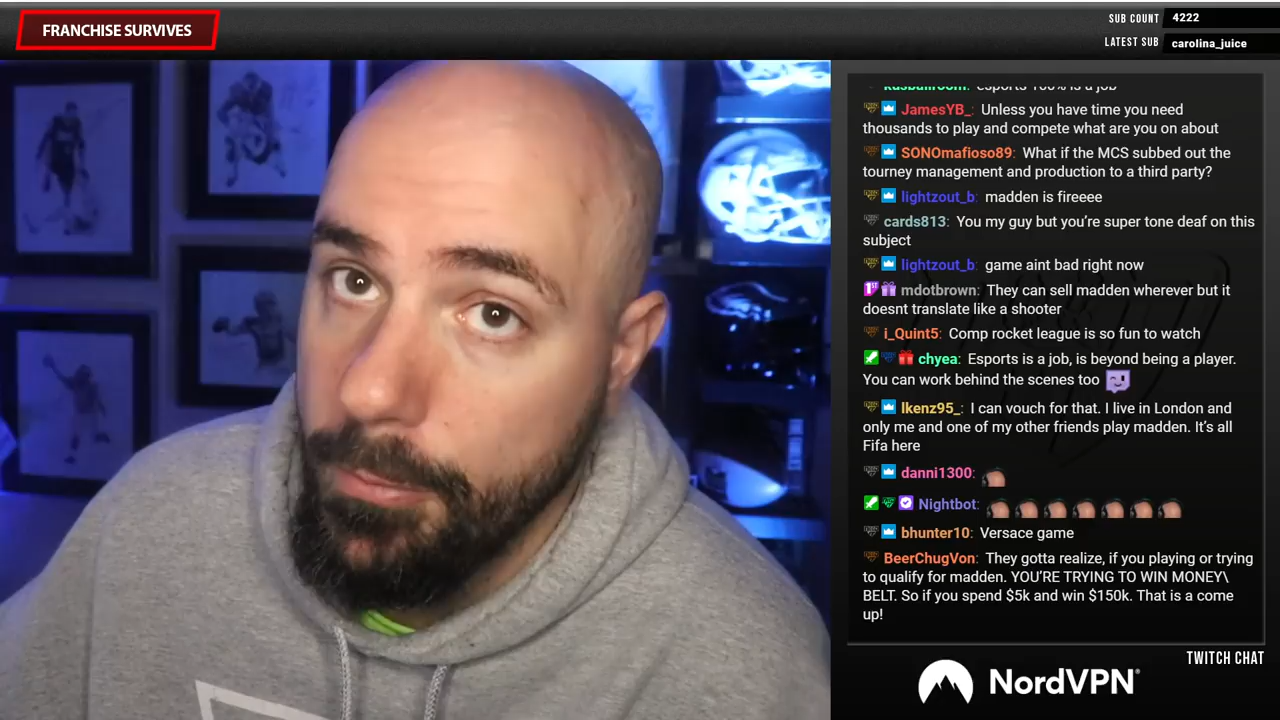 FRANCHISE SURVIVES
SUB COUNT 4222
LATEST SUB carolina_juice
JamesYB_: Unless you have time you need
thousands to play and compete what are you on about
SONOmafioso89: What if the MCS subbed out the
tourney management and production to a third party?
lightzout_b: madden is fireeee
cards813: You my guy but you're super tone deaf on this
subject
lightzout_b: game aint bad right now
mdotbrown: They can sell madden wherever but it
doesnt translate like a shooter
i_Quint5: Comp rocket league is so fun to watch
chyea: Esports is a job, is beyond being a player.
You can work behind the scenes too
lkenz95_: I can vouch for that. I live in London and
only me and one of my other friends play madden. It's all
Fifa here
danni1300:
Nightbot:
bhunter10: Versace game
BeerChugVon: They gotta realize, if you playing or trying
to qualify for madden. YOU'RE TRYING TO WIN MONEY\
BELT. So if you spend $5k and win $150k. That is a come
up!
TWITCH CHAT
NordVPN®